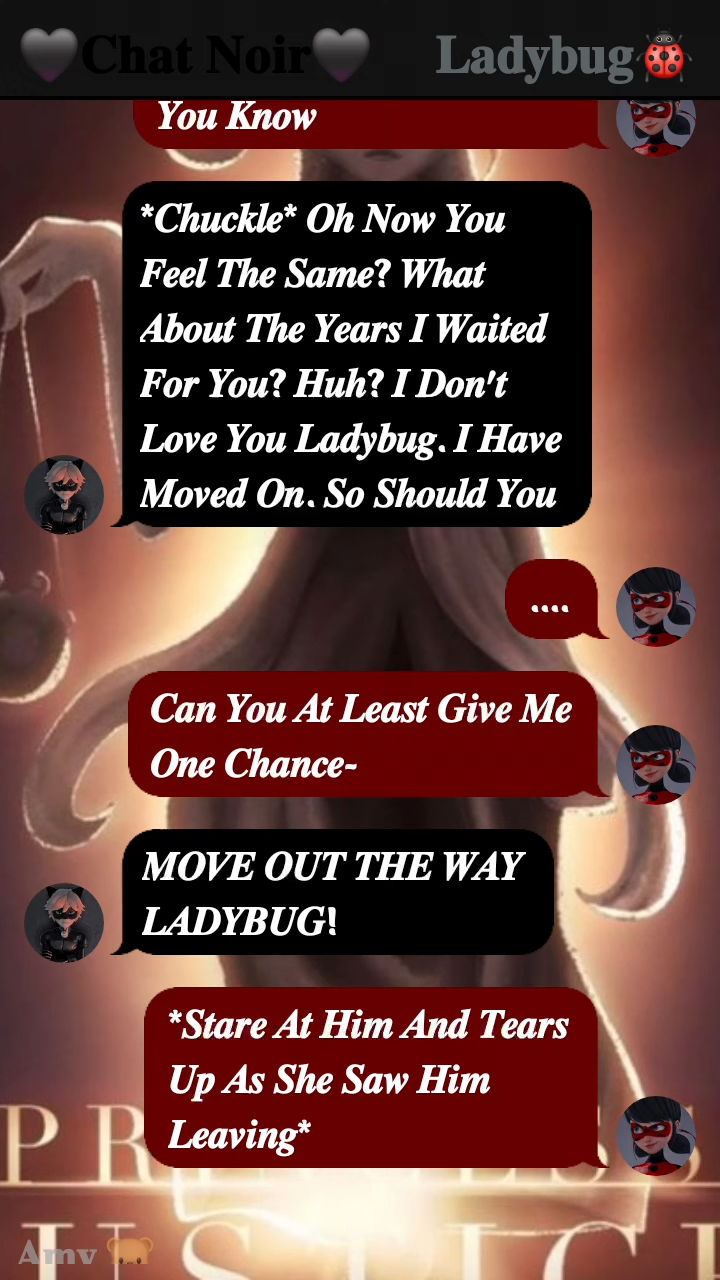 🖤Chat Noir🖤 Ladybug🐞
You Know
*Chuckle* Oh Now You
Feel The Same? What
About The Years I Waited
For You? Huh? I Don't
Love You Ladybug. I Have
Moved On. So Should You
....
Can You At Least Give Me
One Chance-
MOVE OUT THE WAY
LADYBUG!
*Stare At Him And Tears
Up As She Saw Him
Leaving*
Amv